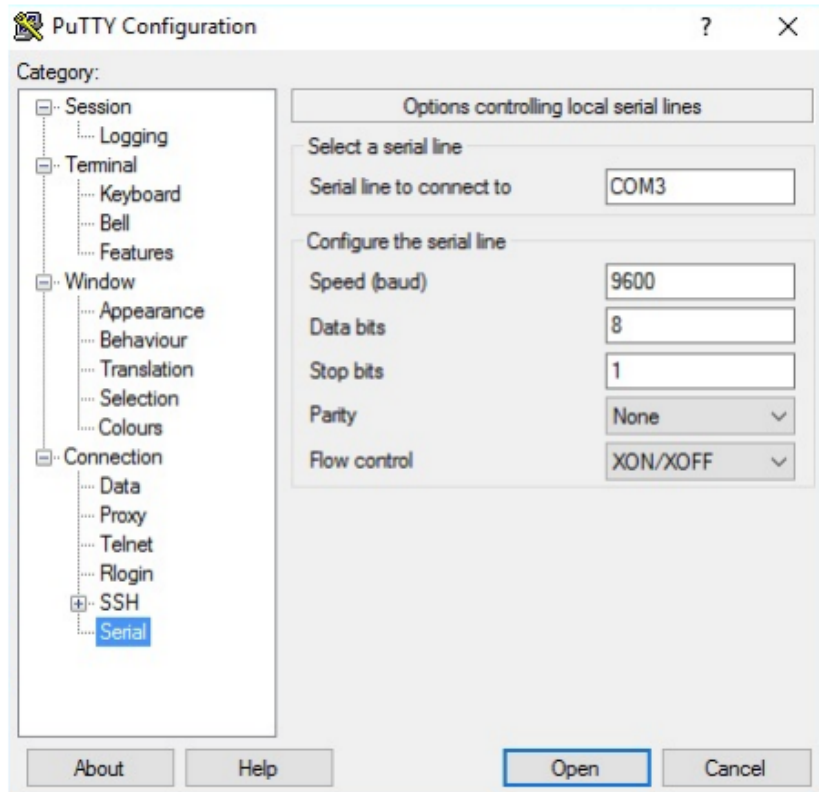 PuTTY Configuration
?
Category:
Session
Logging
Terminal
Keyboard
Bell
Features
Window
Appearance
Behaviour
Translation
Selection
Colours
Connection
Data
Proxy
Telnet
Rlogin
SSH
Serial
Options controlling local serial lines
Select a serial line
Serial line to connect to COM3
Configure the serial line
Speed (baud) 9600
Data bits 8
Stop bits 1
Parity None
Flow control XON/XOFF
About Help Open Cancel